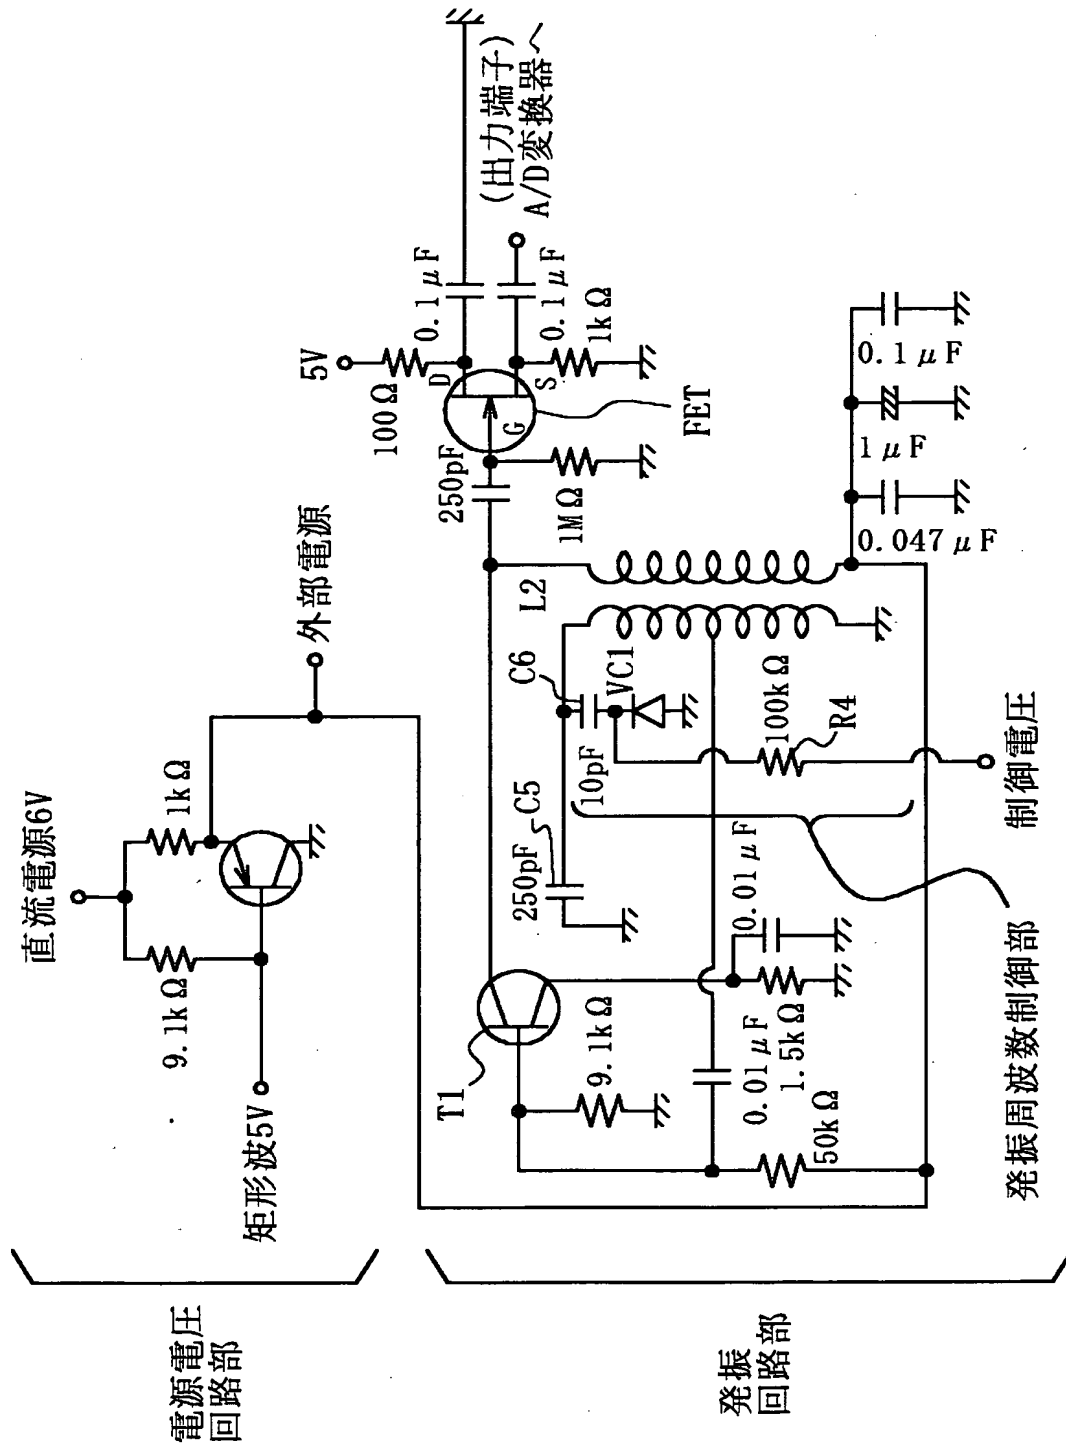 電源電圧
回路部
直流電源6V
9.1kΩ
1kΩ
矩形波5V
外部電源
発振
回路部
T1
9.1kΩ
50kΩ
0.01μF
1.5kΩ
0.01μF
250pF
C5
10pF
C6
VC1
L2
100kΩ
R4
制御電圧
発振周波数制御部
250pF
1MΩ
5V
100Ω
D
G
S
FET
0.1μF
0.1μF
1kΩ
(出力端子)
A/D変換器へ
0.047μF
1μF
0.1μF